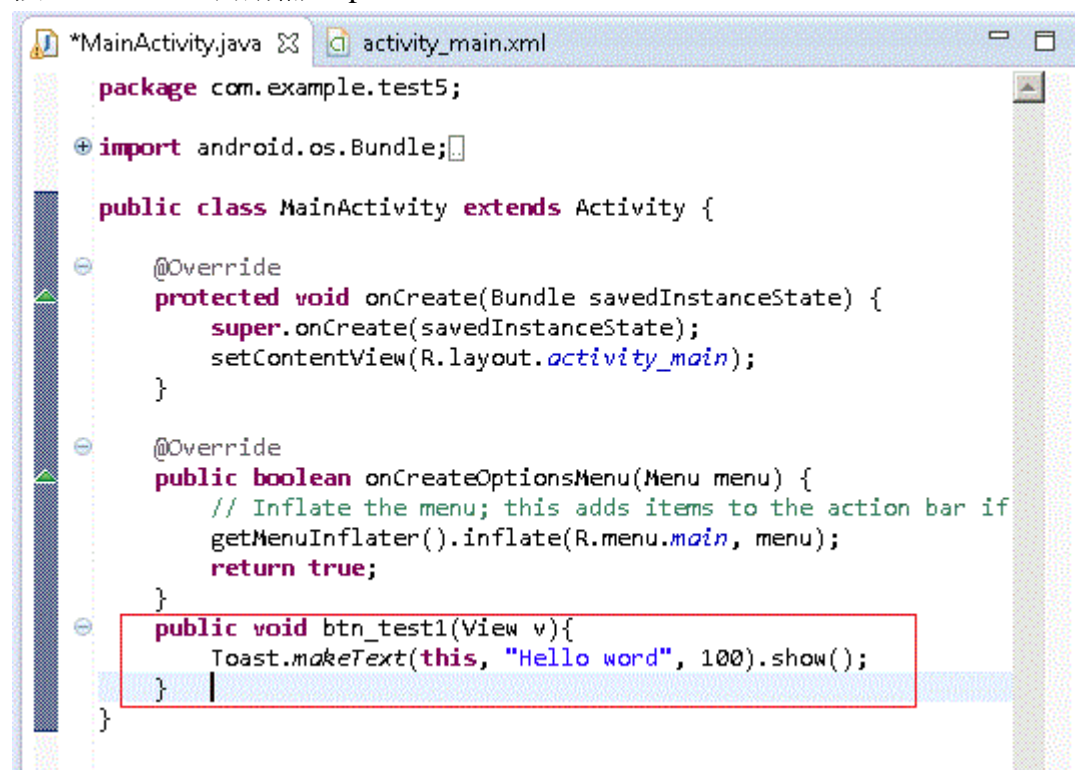 *MainActivity.java activity_main.xml
package com.example.test5;
import android.os.Bundle;
public class MainActivity extends Activity {
@Override
protected void onCreate(Bundle savedInstanceState) {
super.onCreate(savedInstanceState);
setContentView(R.layout.activity_main);
}
@Override
public boolean onCreateOptionsMenu(Menu menu) {
// Inflate the menu; this adds items to the action bar if
getMenuInflater().inflate(R.menu.main, menu);
return true;
}
public void btn_test1(View v){
Toast.makeText(this, "Hello word", 100).show();
}
}